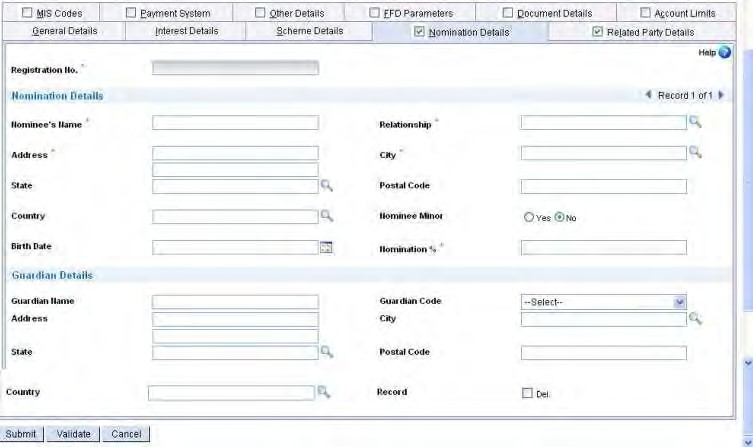 MIS Codes Payment System Other Details FFD Parameters Document Details Account Limits
General Details Interest Details Scheme Details Nomination Details Related Party Details
Help
Registration No. *
Nomination Details Record 1 of 1
Nominee's Name * Relationship *
Address * City *
State Postal Code
Country Nominee Minor Yes No
Birth Date Nomination % *
Guardian Details
Guardian Name Guardian Code --Select--
Address City
State Postal Code
Country Record Del.
Submit Validate Cancel